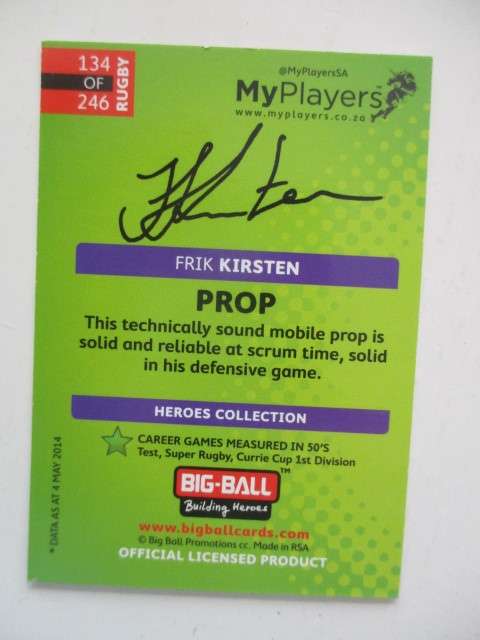 134
OF
246
RUGBY
@MyPlayersSA
MyPlayers
www.myplayers.co.za
FRIK KIRSTEN
PROP
This technically sound mobile prop is
solid and reliable at scrum time, solid
in his defensive game.
HEROES COLLECTION
CAREER GAMES MEASURED IN 50'S
Test, Super Rugby, Currie Cup 1st Division
BIG-BALL™
Building Heroes
www.bigballcards.com
© Big Ball Promotions cc. Made in RSA
OFFICIAL LICENSED PRODUCT
* DATA AS AT 4 MAY 2014